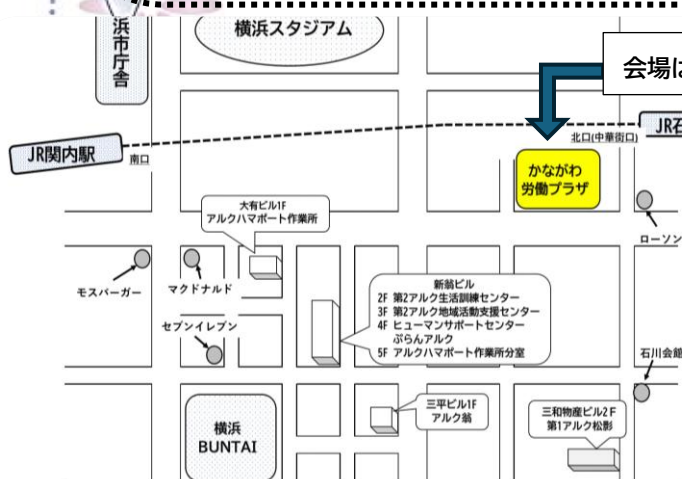 浜市庁舎
横浜スタジアム
会場は
JR関内駅
南口
北口(中華街口)
JR石
かながわ
労働プラザ
大有ビル1F
アルクハマポート作業所
ローソン
モスバーガー
マクドナルド
セブンイレブン
新翁ビル
2F 第2アルク生活訓練センター
3F 第2アルク地域活動支援センター
4F ヒューマンサポートセンター
ぷらんアルク
5F アルクハマポート作業所分室
石川会館
三平ビル1F
アルク翁
三和物産ビル2F
第1アルク松影
横浜
BUNTAI